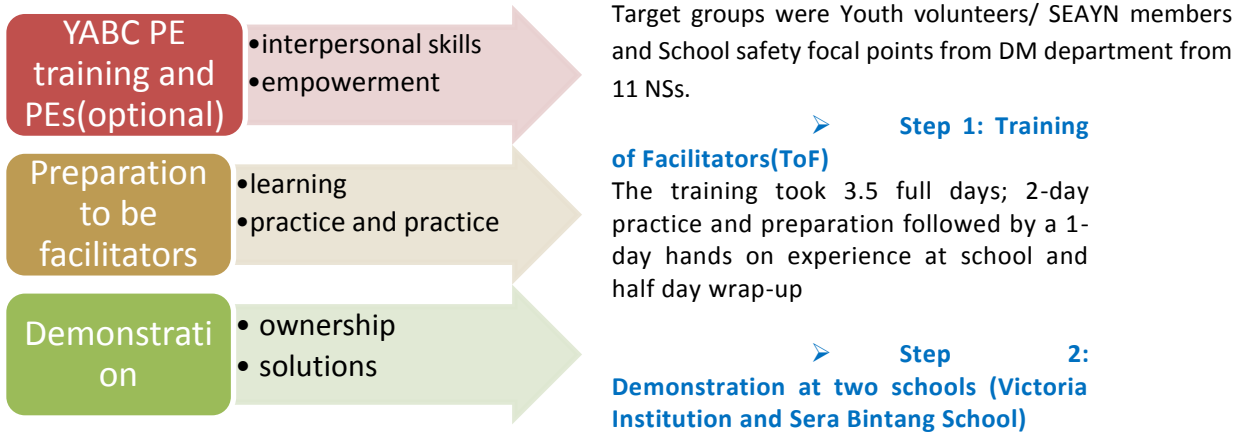 YABC PE
training and
PEs(optional)
•interpersonal skills
•empowerment
Preparation
to be
facilitators
•learning
•practice and practice
Demonstrati
on
• ownership
• solutions
Target groups were Youth volunteers/ SEAYN members
and School safety focal points from DM department from
11 NSs.
➢ Step 1: Training
of Facilitators(ToF)
The training took 3.5 full days; 2-day
practice and preparation followed by a 1-
day hands on experience at school and
half day wrap-up
➢ Step 2:
Demonstration at two schools (Victoria
Institution and Sera Bintang School)